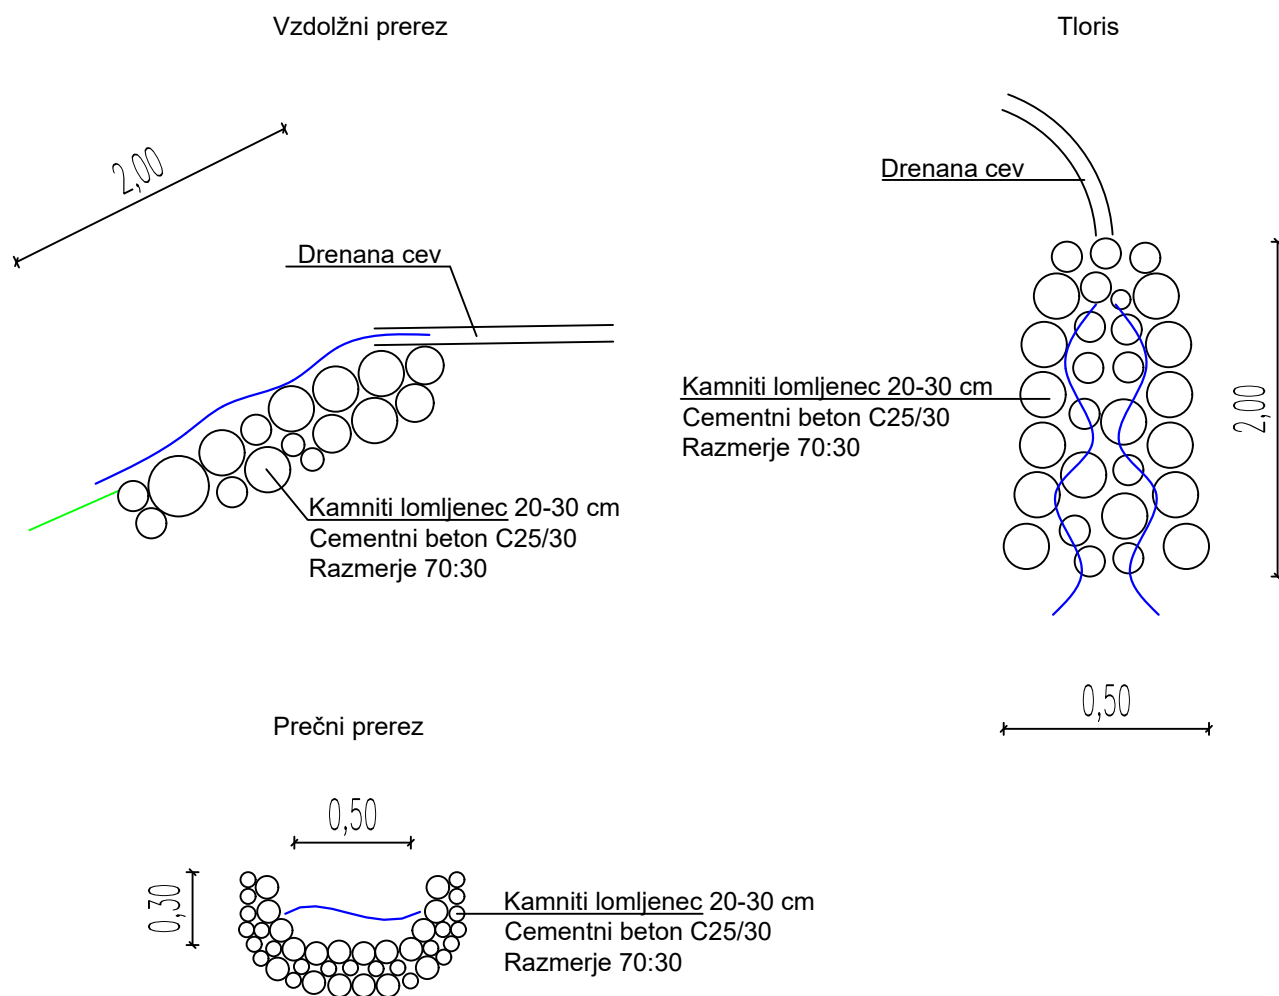 Vzdolžni prerez
Tloris
2,00
Drenana cev
Drenana cev
Kamniti lomljenec 20-30 cm
Cementni beton C25/30
Razmerje 70:30
2,00
Kamniti lomljenec 20-30 cm
Cementni beton C25/30
Razmerje 70:30
0,50
Prečni prerez
0,50
0,30
Kamniti lomljenec 20-30 cm
Cementni beton C25/30
Razmerje 70:30